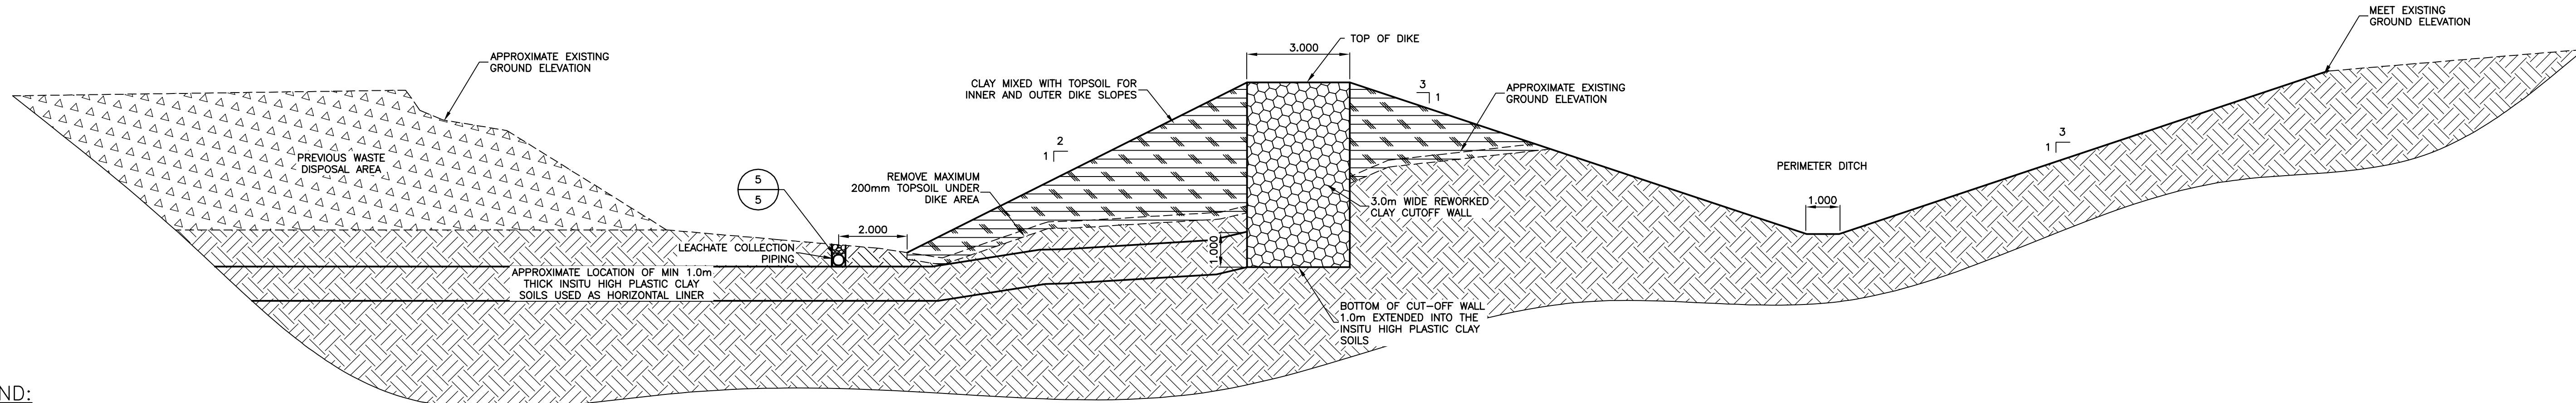 MEET EXISTING
GROUND ELEVATION
TOP OF DIKE
3.000
APPROXIMATE EXISTING
GROUND ELEVATION
CLAY MIXED WITH TOPSOIL FOR
INNER AND OUTER DIKE SLOPES
3
1
APPROXIMATE EXISTING
GROUND ELEVATION
2
1
3
1
PREVIOUS WASTE
DISPOSAL AREA
PERIMETER DITCH
REMOVE MAXIMUM
200mm TOPSOIL UNDER
DIKE AREA
5
5
3.0m WIDE REWORKED
CLAY CUTOFF WALL
1.000
2.000
LEACHATE COLLECTION
PIPING
1.000
APPROXIMATE LOCATION OF MIN 1.0m
THICK INSITU HIGH PLASTIC CLAY
SOILS USED AS HORIZONTAL LINER
BOTTOM OF CUT-OFF WALL
1.0m EXTENDED INTO THE
INSITU HIGH PLASTIC CLAY
SOILS
ND: